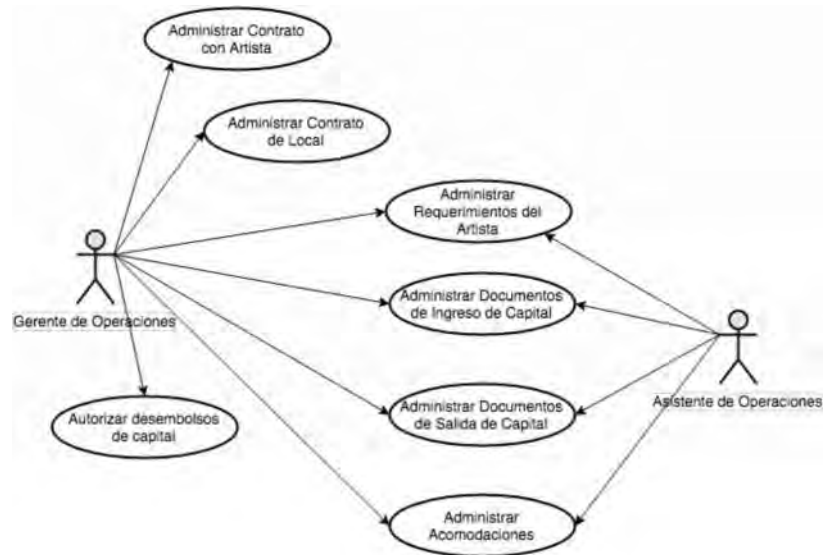 Administrar Contrato
con Artista
Administrar Contrato
de Local
Administrar
Requerimientos del
Artista
Gerente de Operaciones
Administrar Documentos
de Ingreso de Capital
Asistente de Operaciones
Autorizar desembolsos
de capital
Administrar Documentos
de Salida de Capital
Administrar
Acomodaciones